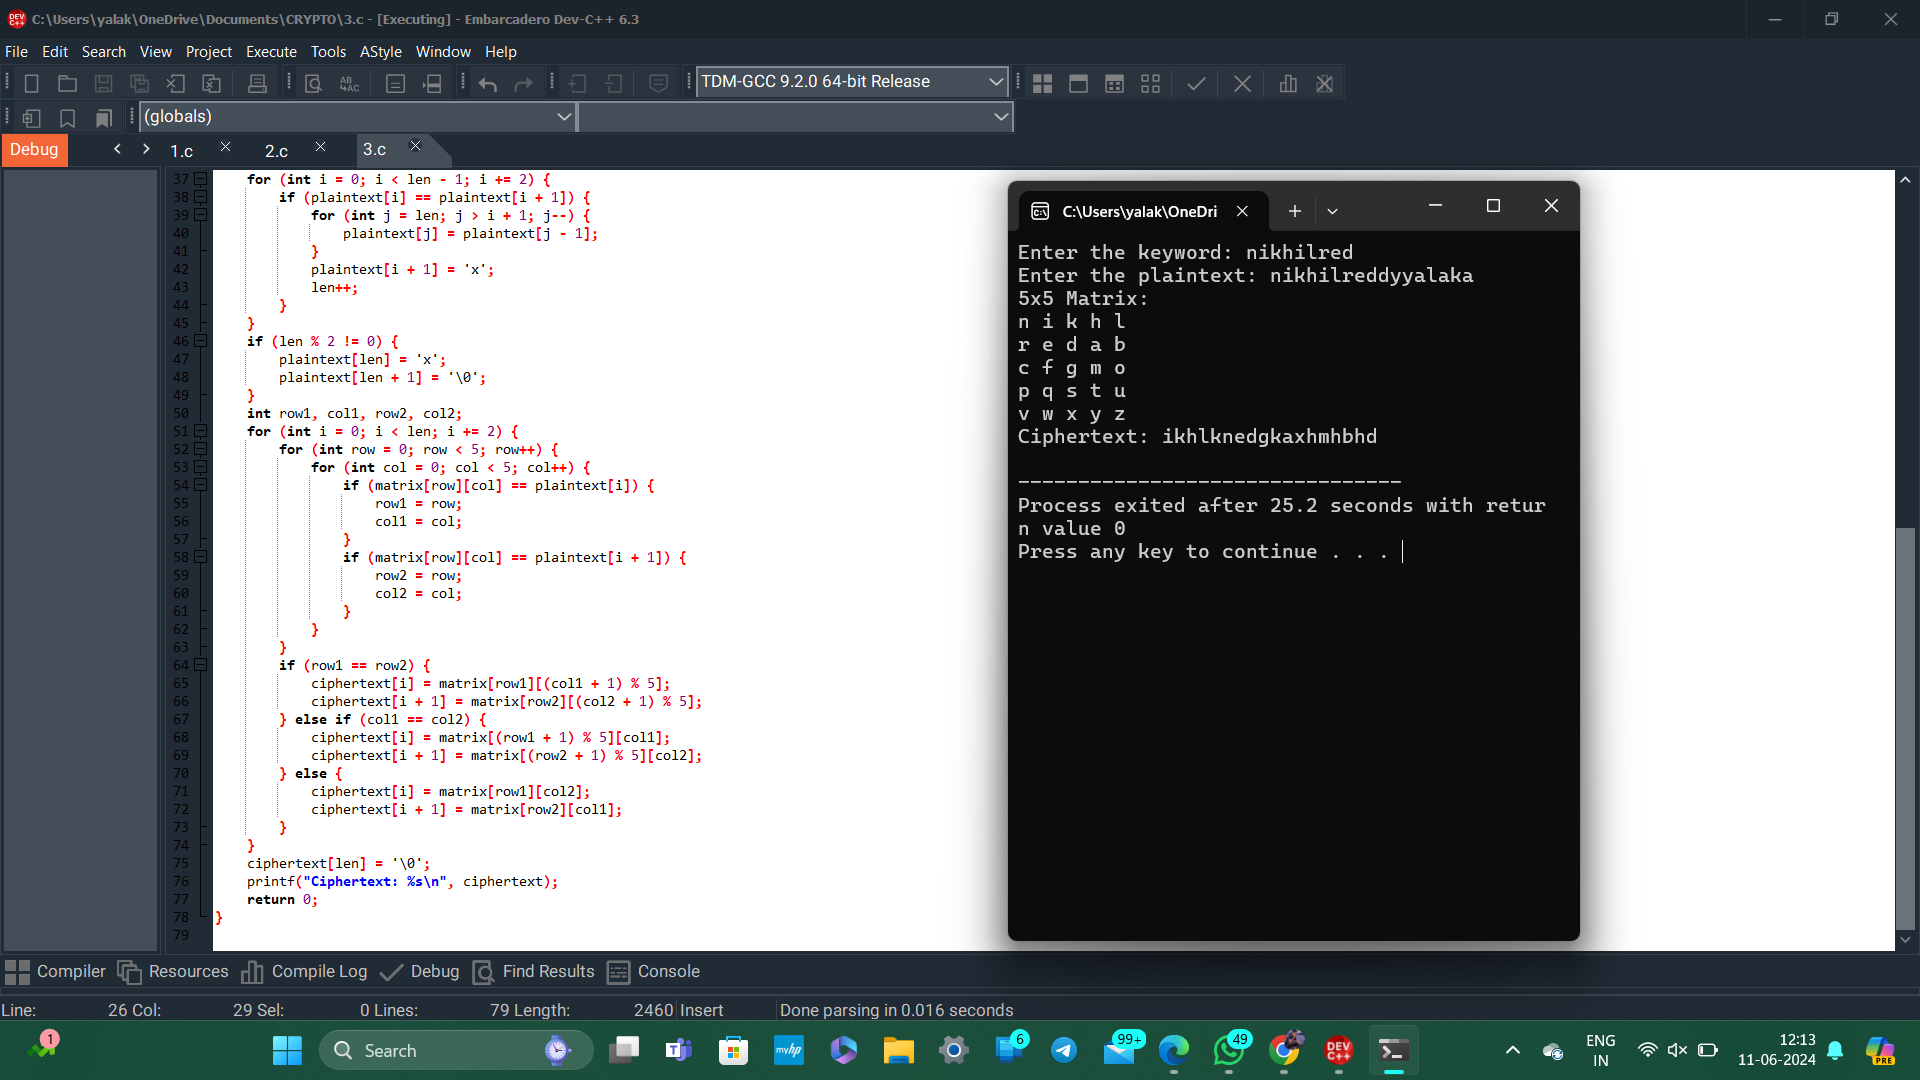 C:\Users\yalak\OneDrive\Documents\CRYPTO\3.c - [Executing] - Embarcadero Dev-C++ 6.3
File Edit Search View Project Execute Tools AStyle Window Help
TDM-GCC 9.2.0 64-bit Release
(globals)
Debug
1.c 2.c 3.c
37 for (int i = 0; i < len - 1; i += 2) {
38 if (plaintext[i] == plaintext[i + 1]) {
39 for (int j = len; j > i + 1; j--) {
40 plaintext[j] = plaintext[j - 1];
41 }
42 plaintext[i + 1] = 'x';
43 len++;
44 }
45 }
46 if (len % 2 != 0) {
47 plaintext[len] = 'x';
48 plaintext[len + 1] = '\0';
49 }
50 int row1, col1, row2, col2;
51 for (int i = 0; i < len; i += 2) {
52 for (int row = 0; row < 5; row++) {
53 for (int col = 0; col < 5; col++) {
54 if (matrix[row][col] == plaintext[i]) {
55 row1 = row;
56 col1 = col;
57 }
58 if (matrix[row][col] == plaintext[i + 1]) {
59 row2 = row;
60 col2 = col;
61 }
62 }
63 }
64 if (row1 == row2) {
65 ciphertext[i] = matrix[row1][(col1 + 1) % 5];
66 ciphertext[i + 1] = matrix[row2][(col2 + 1) % 5];
67 } else if (col1 == col2) {
68 ciphertext[i] = matrix[(row1 + 1) % 5][col1];
69 ciphertext[i + 1] = matrix[(row2 + 1) % 5][col2];
70 } else {
71 ciphertext[i] = matrix[row1][col2];
72 ciphertext[i + 1] = matrix[row2][col1];
73 }
74 }
75 ciphertext[len] = '\0';
76 printf("Ciphertext: %s\n", ciphertext);
77 return 0;
78 }
79
C:\Users\yalak\OneDri
Enter the keyword: nikhilred
Enter the plaintext: nikhilreddyyalaka
5x5 Matrix:
n i k h l
r e d a b
c f g m o
p q s t u
v w x y z
Ciphertext: ikhlknedgkaxhmhbhd
--------------------------------
Process exited after 25.2 seconds with retur
n value 0
Press any key to continue . . .
Compiler Resources Compile Log Debug Find Results Console
Line: 26 Col: 29 Sel: 0 Lines: 79 Length: 2460 Insert Done parsing in 0.016 seconds
1
Search
myhp
6
99+
49
DEV C++
ENG
IN
12:13
11-06-2024
PRE